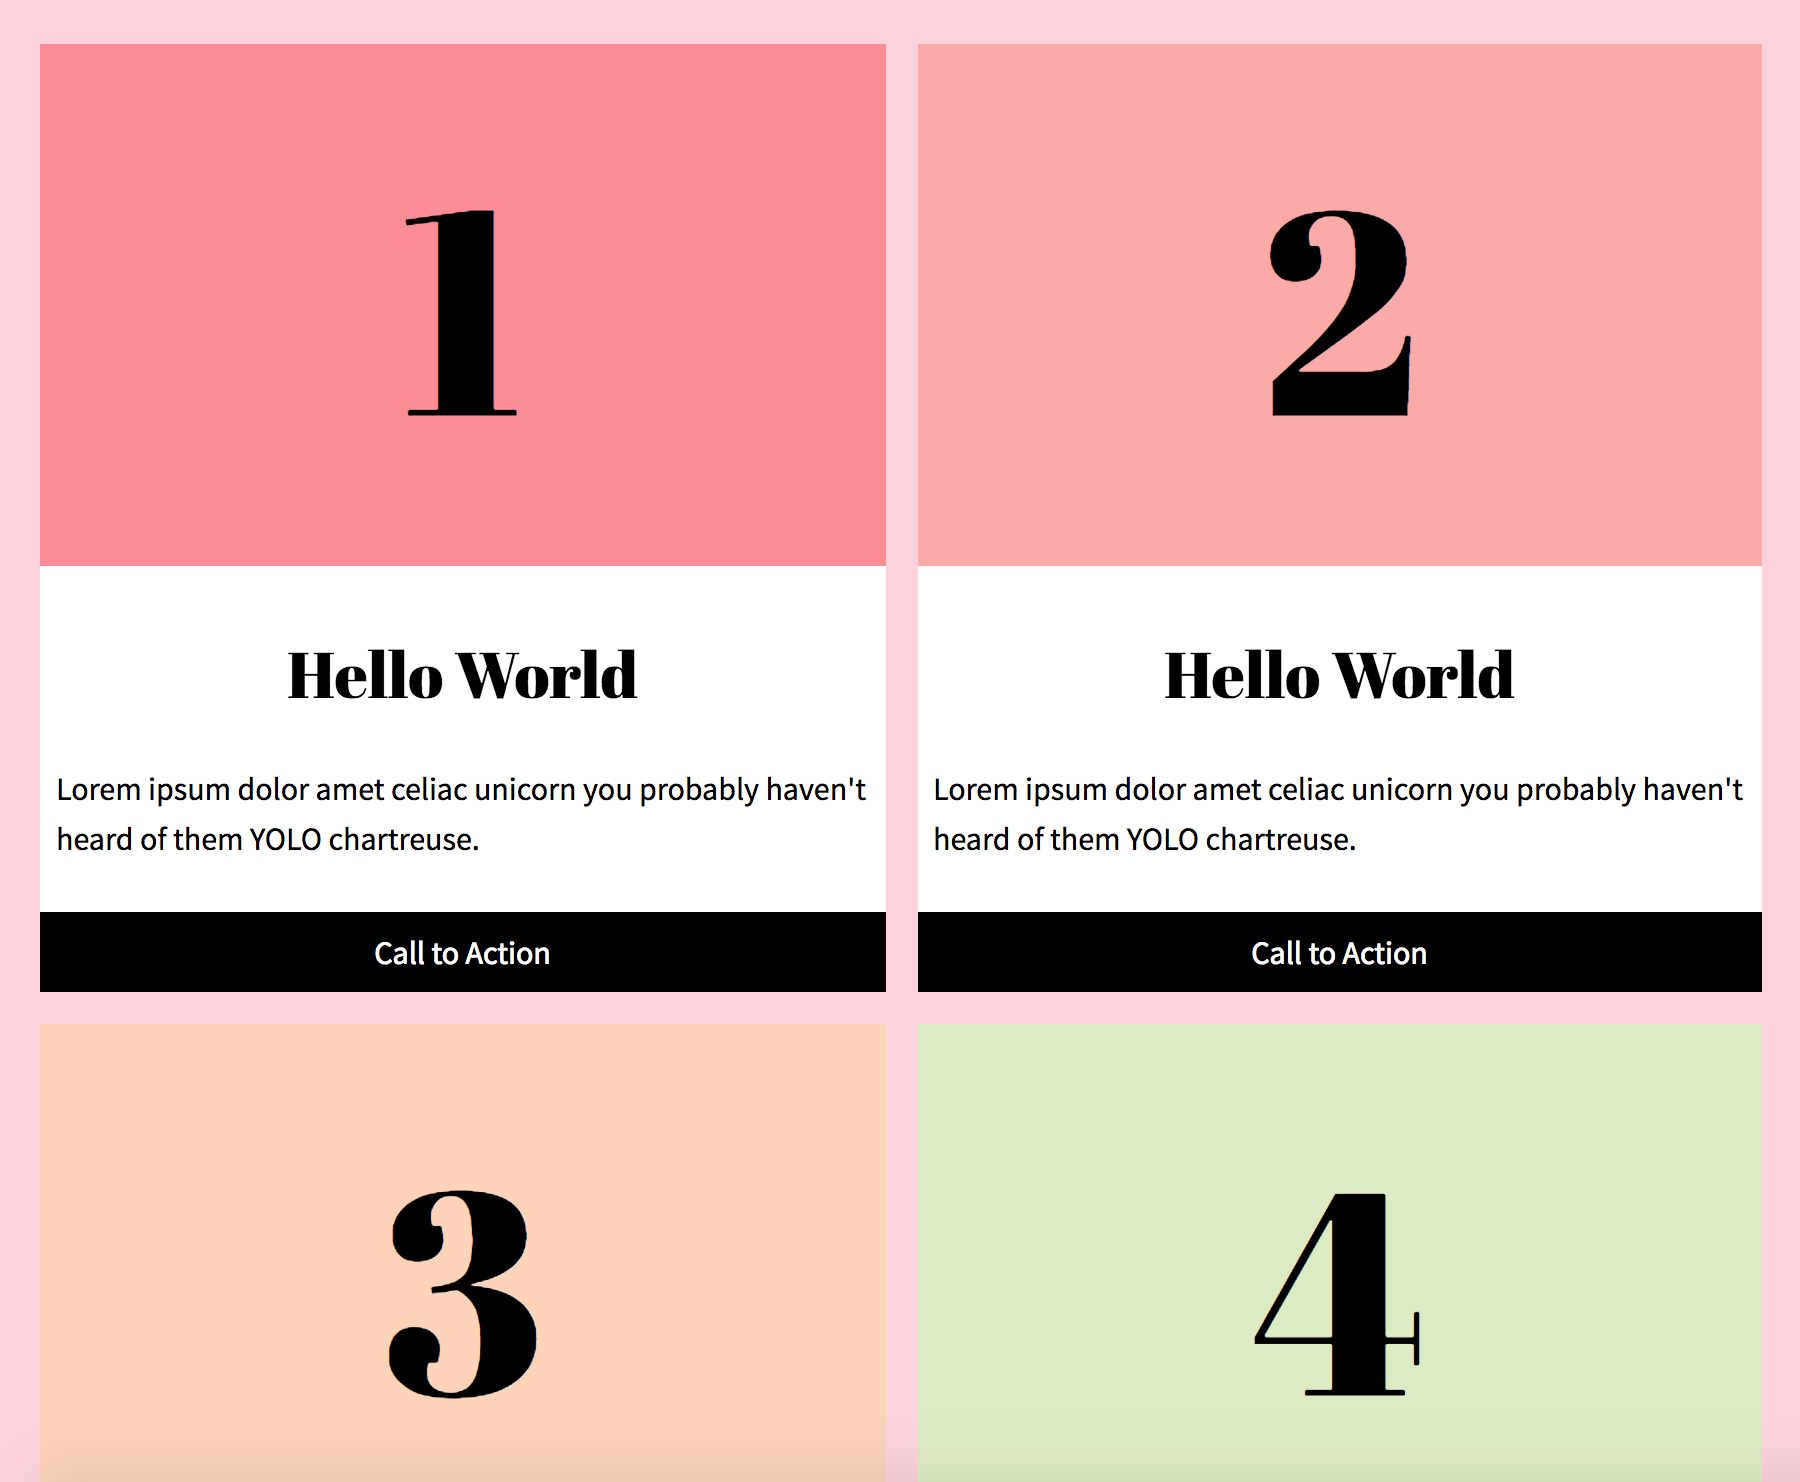 1
2
Hello World
Hello World
Lorem ipsum dolor amet celiac unicorn you probably haven't
heard of them YOLO chartreuse.
Lorem ipsum dolor amet celiac unicorn you probably haven't
heard of them YOLO chartreuse.
Call to Action
Call to Action
3
4